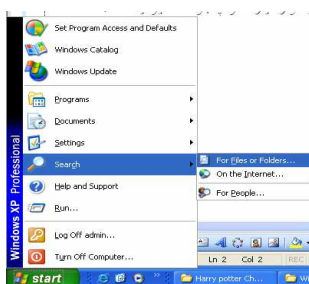 Set Program Access and Defaults
Windows Catalog
Windows Update
Programs
Documents
Settings
Search
For Files or Folders...
On the Internet...
For People...
Help and Support
Run...
Log Off admin...
Turn Off Computer...
Windows XP Professional
Ln 2 Col 2 REC
start
Harry potter Ch...